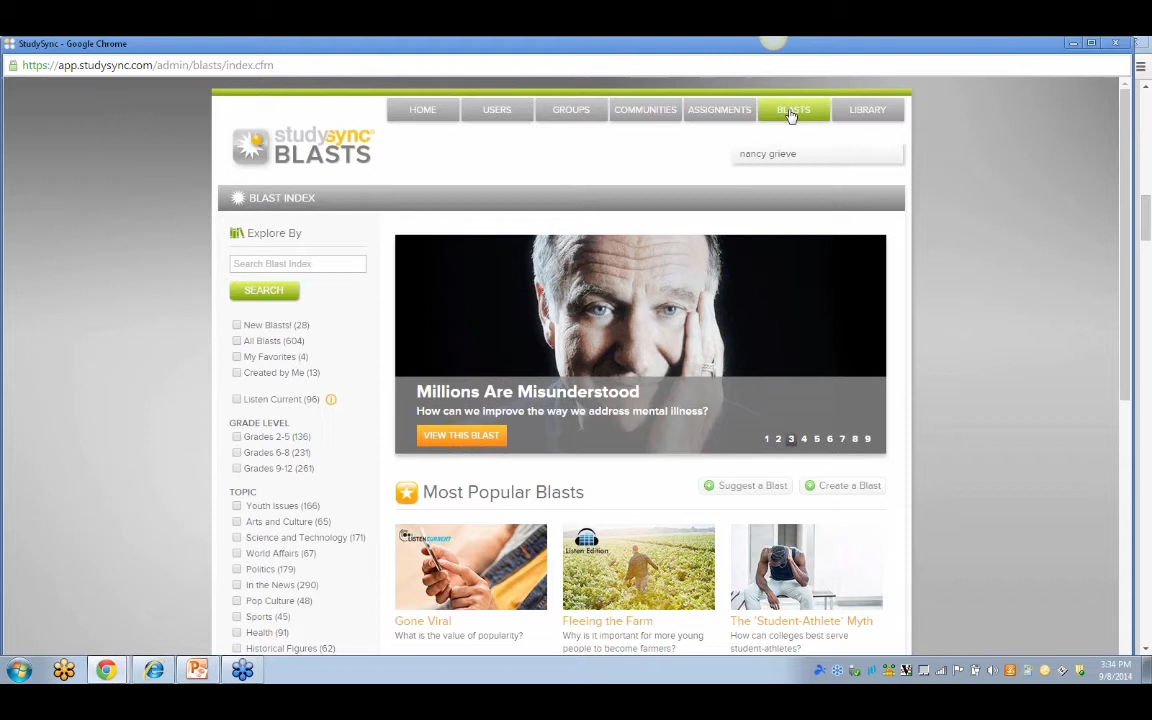 StudySync - Google Chrome
https://app.studysync.com/admin/blasts/index.cfm
HOME
USERS
GROUPS
COMMUNITIES
ASSIGNMENTS
BLASTS
LIBRARY
studysync
BLASTS
nancy grieve
BLAST INDEX
Explore By
Search Blast Index
SEARCH
New Blasts! (28)
All Blasts (604)
My Favorites (4)
Created by Me (13)
Listen Current (96)
GRADE LEVEL
Grades 2-5 (136)
Grades 6-8 (231)
Grades 9-12 (261)
TOPIC
Youth Issues (166)
Arts and Culture (65)
Science and Technology (171)
World Affairs (67)
Politics (179)
In the News (290)
Pop Culture (48)
Sports (45)
Health (91)
Historical Figures (62)
Millions Are Misunderstood
How can we improve the way we address mental illness?
VIEW THIS BLAST
1 2 3 4 5 6 7 8 9
Most Popular Blasts
Suggest a Blast
Create a Blast
LISTENCURRENT
Gone Viral
What is the value of popularity?
Listen Edition
Fleeing the Farm
Why is it important for more young
people to become farmers?
The 'Student-Athlete' Myth
How can colleges best serve
student-athletes?
3:34 PM
9/8/2014